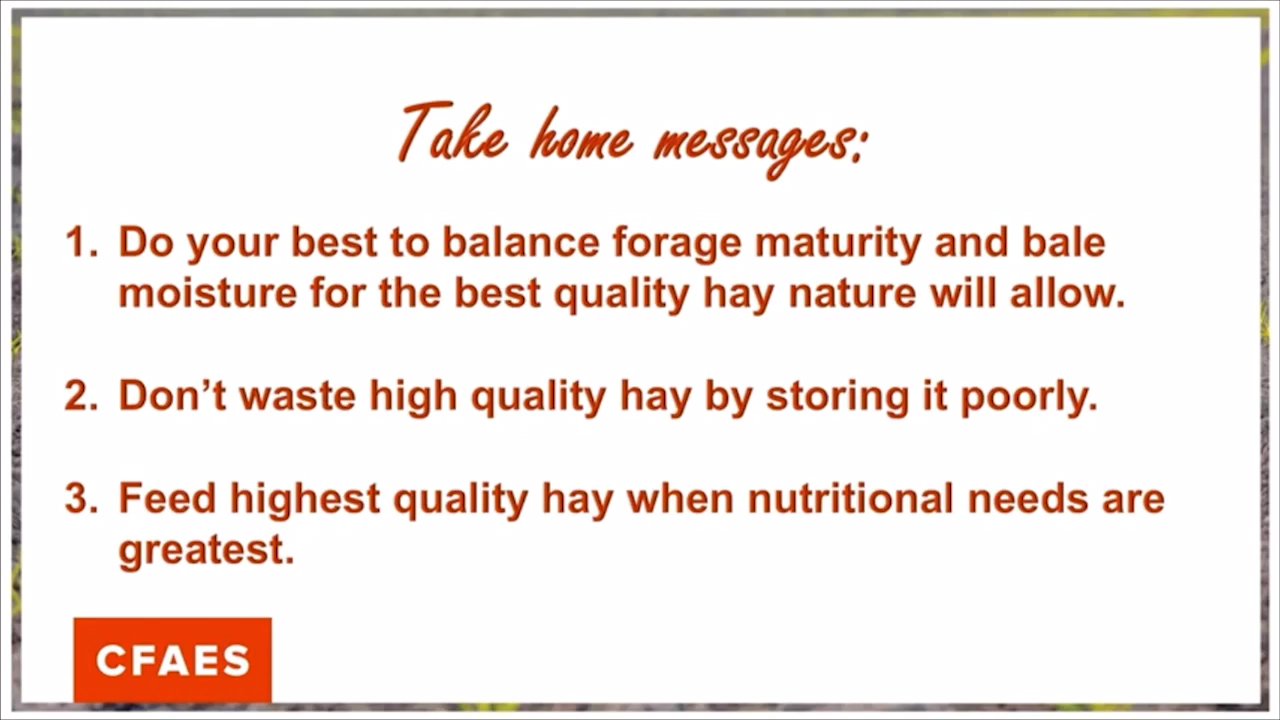 Take home messages:
1. Do your best to balance forage maturity and bale
moisture for the best quality hay nature will allow.
2. Don’t waste high quality hay by storing it poorly.
3. Feed highest quality hay when nutritional needs are
greatest.
CFAES